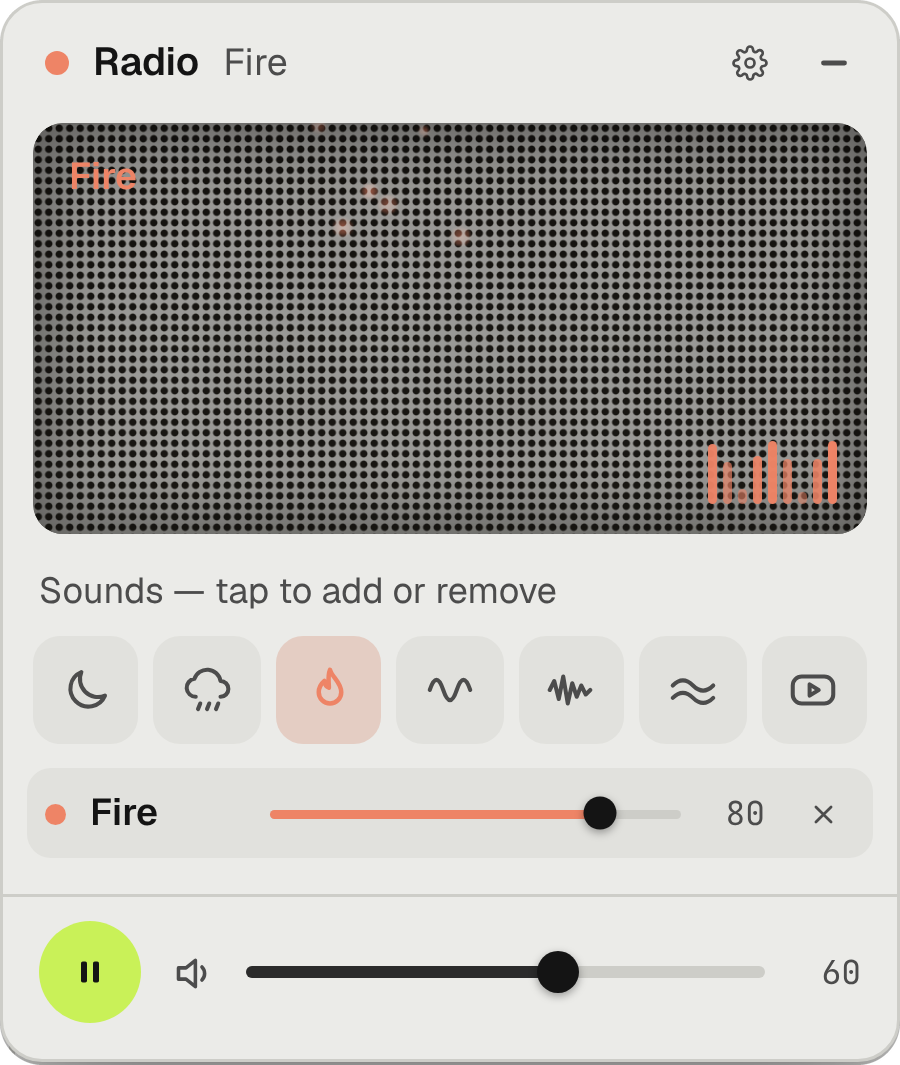 Radio Fire
Fire
Sounds — tap to add or remove
Fire 80
60